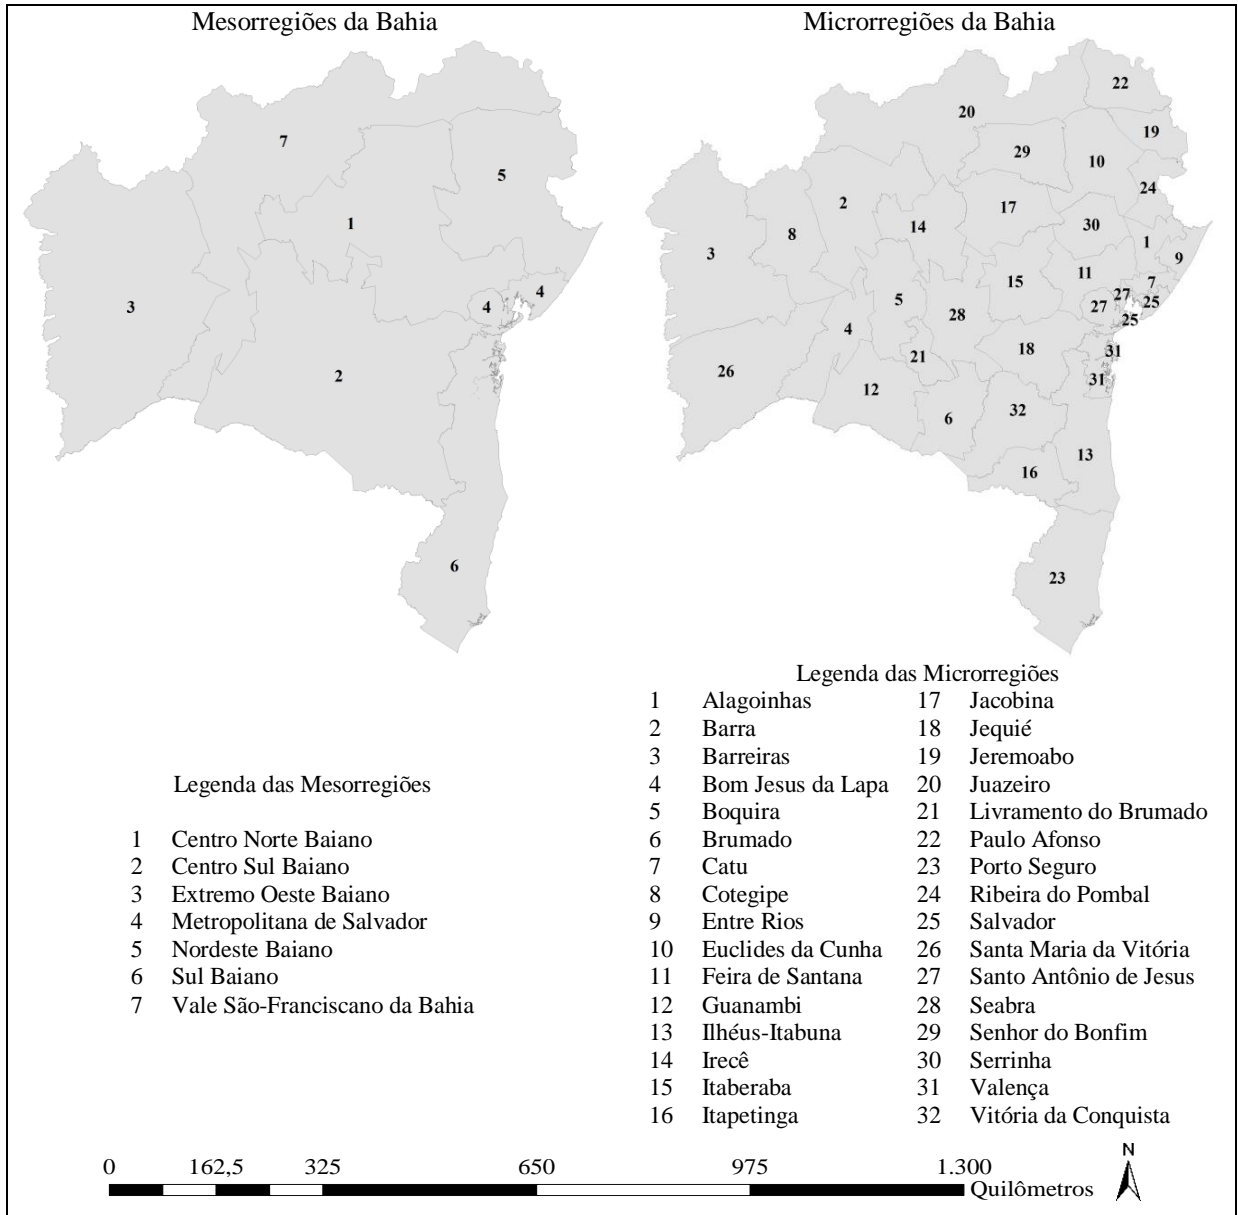 Mesorregiões da Bahia
7
5
1
3
4
4
2
6
Microrregiões da Bahia
22
20
19
29
10
24
2
17
14
30
8
1
3
9
11
15
7
27
5
27
25
28
25
4
18
31
21
26
31
12
32
6
13
16
23
Legenda das Mesorregiões
1 Centro Norte Baiano
2 Centro Sul Baiano
3 Extremo Oeste Baiano
4 Metropolitana de Salvador
5 Nordeste Baiano
6 Sul Baiano
7 Vale São-Franciscano da Bahia
Legenda das Microrregiões
1 Alagoinhas
2 Barra
3 Barreiras
4 Bom Jesus da Lapa
5 Boquira
6 Brumado
7 Catu
8 Cotegipe
9 Entre Rios
10 Euclides da Cunha
11 Feira de Santana
12 Guanambi
13 Ilhéus-Itabuna
14 Irecê
15 Itaberaba
16 Itapetinga
17 Jacobina
18 Jequié
19 Jeremoabo
20 Juazeiro
21 Livramento do Brumado
22 Paulo Afonso
23 Porto Seguro
24 Ribeira do Pombal
25 Salvador
26 Santa Maria da Vitória
27 Santo Antônio de Jesus
28 Seabra
29 Senhor do Bonfim
30 Serrinha
31 Valença
32 Vitória da Conquista
0 162,5 325 650 975 1.300
Quilômetros
N